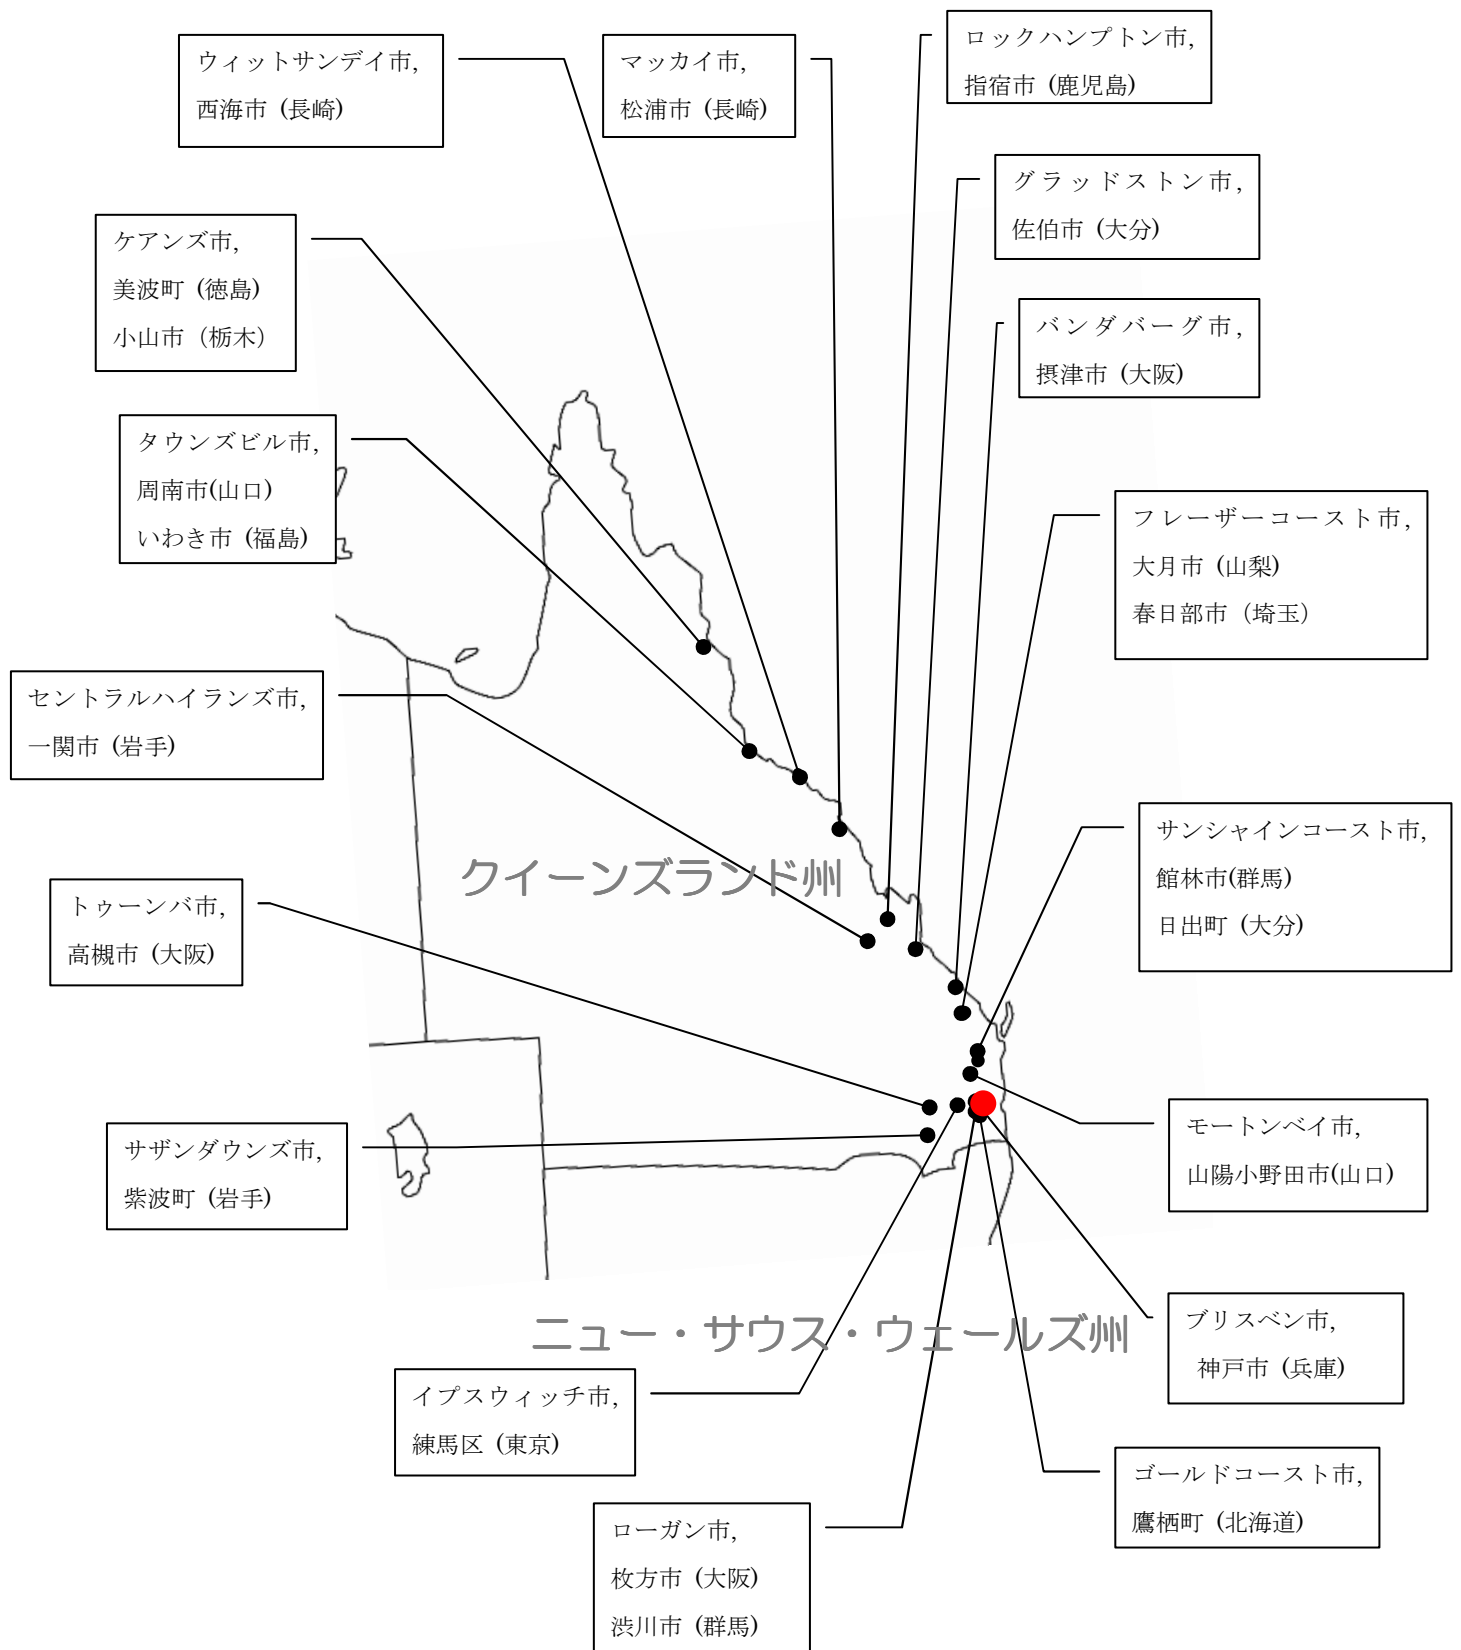 ロックハンプトン市,
指宿市 (鹿児島)
ウィットサンデイ市,
西海市 (長崎)
マッカイ市,
松浦市 (長崎)
グラッドストン市,
佐伯市 (大分)
ケアンズ市,
美波町 (徳島)
小山市（栃木）
バンダバーグ市,
摂津市 (大阪)
タウンズビル市,
周南市(山口)
いわき市 (福島)
フレーザーコースト市,
大月市 (山梨)
春日部市（埼玉）
セントラルハイランズ市,
一関市 (岩手)
サンシャインコースト市,
館林市(群馬)
日出町 (大分)
クイーンズランド州
トゥーンバ市,
高槻市 (大阪)
モートンベイ市,
山陽小野田市(山口)
サザンダウンズ市,
紫波町 (岩手)
ブリスベン市,
神戸市 (兵庫)
ニュー・サウス・ウェールズ州
イプスウィッチ市,
練馬区 (東京)
ゴールドコースト市,
鷹栖町 (北海道)
ローガン市,
枚方市 (大阪)
渋川市 (群馬)